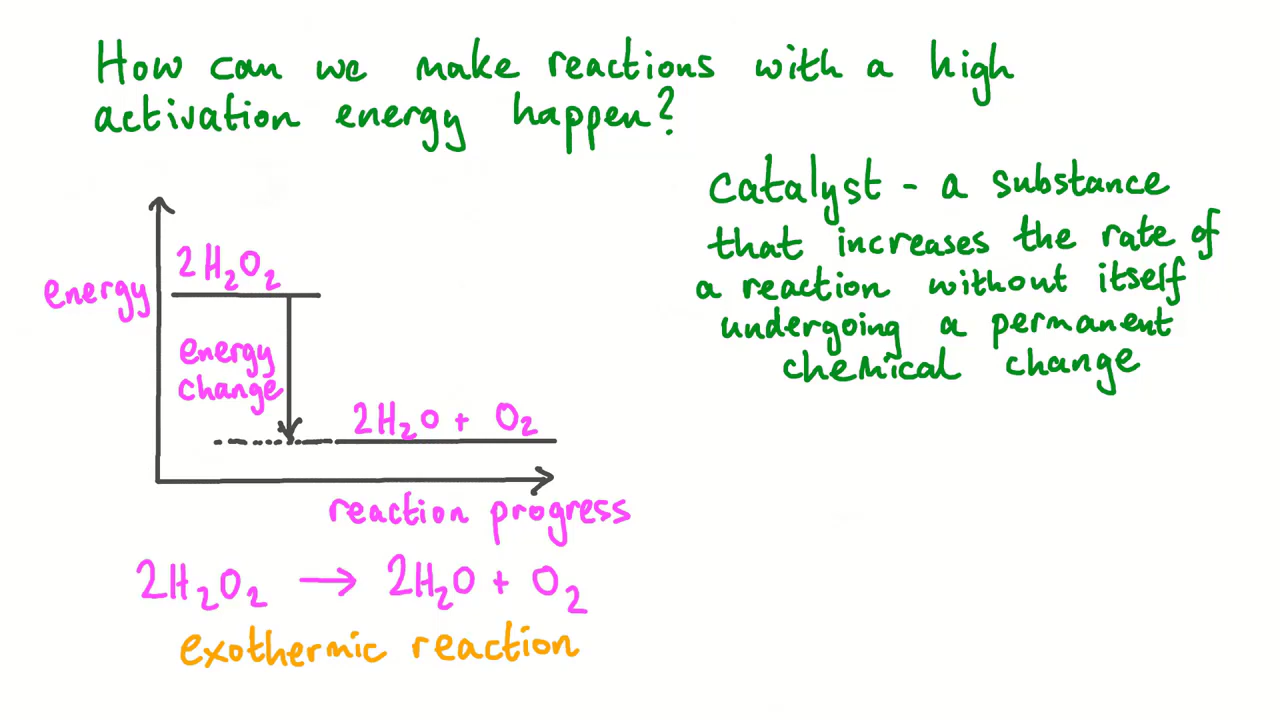 How can we make reactions with a high
activation energy happen?
catalyst - a substance
that increases the rate of
a reaction without itself
undergoing a permanent
chemical change
2H₂O₂
energy
energy
change
2H₂O + O₂
reaction progress
2H₂O₂ → 2H₂O + O₂
exothermic reaction